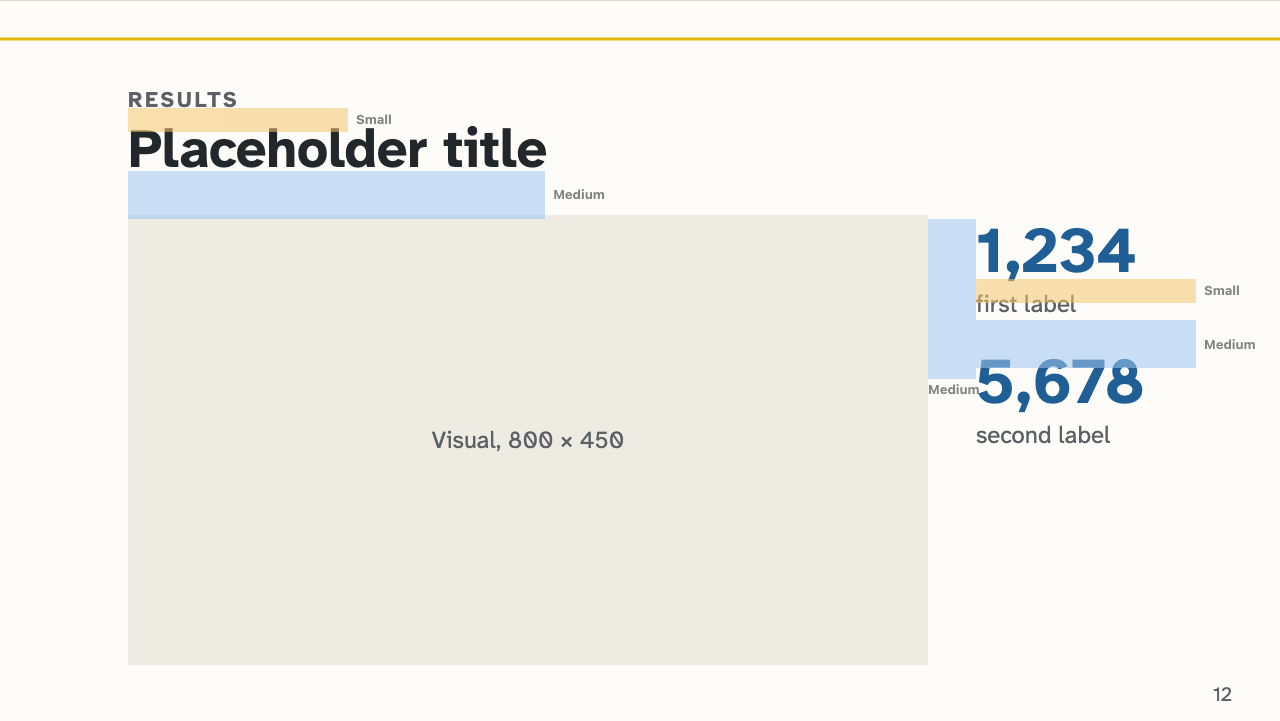 RESULTS
Small
Placeholder title
Medium
1,234
Small
first label
Medium
5,678
Medium
Visual, 800 × 450
second label
12